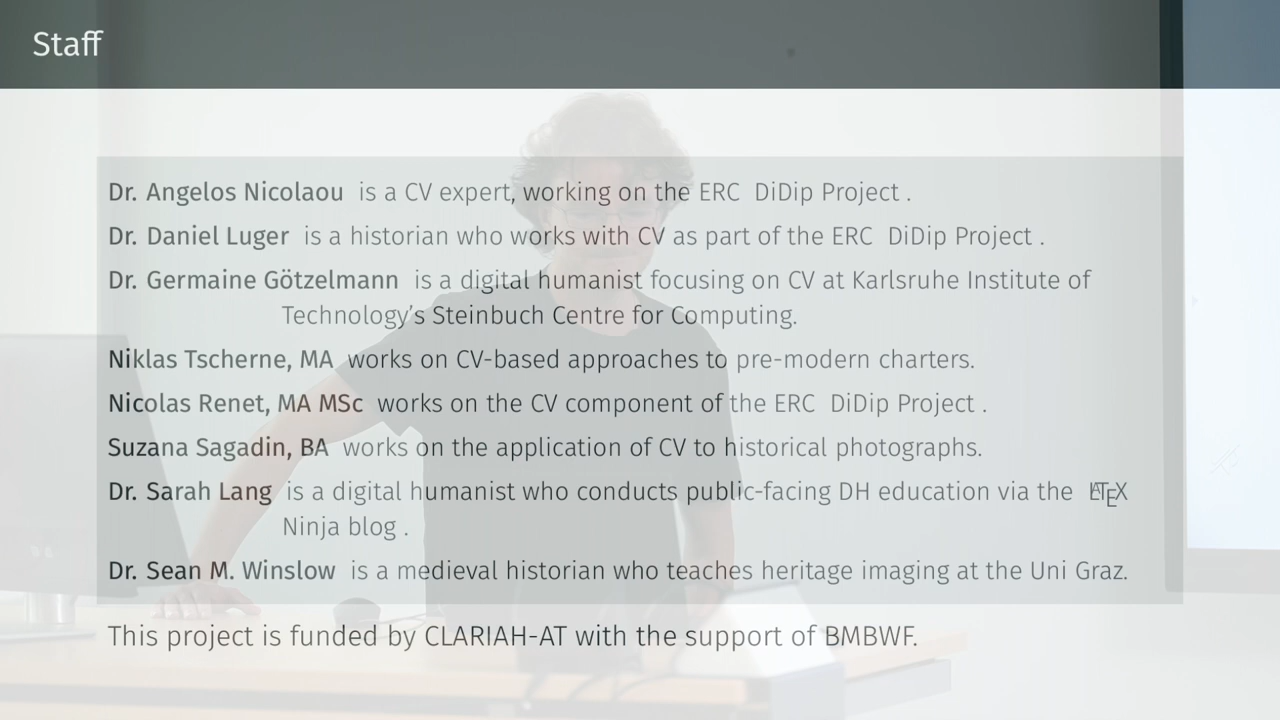 Staff
Dr. Angelos Nicolaou is a CV expert, working on the ERC DiDip Project .
Dr. Daniel Luger is a historian who works with CV as part of the ERC DiDip Project .
Dr. Germaine Götzelmann is a digital humanist focusing on CV at Karlsruhe Institute of
Technology’s Steinbuch Centre for Computing.
Niklas Tscherne, MA works on CV-based approaches to pre-modern charters.
Nicolas Renet, MA MSc works on the CV component of the ERC DiDip Project .
Suzana Sagadin, BA works on the application of CV to historical photographs.
Dr. Sarah Lang is a digital humanist who conducts public-facing DH education via the LATEX
Ninja blog .
Dr. Sean M. Winslow is a medieval historian who teaches heritage imaging at the Uni Graz.
This project is funded by CLARIAH-AT with the support of BMBWF.